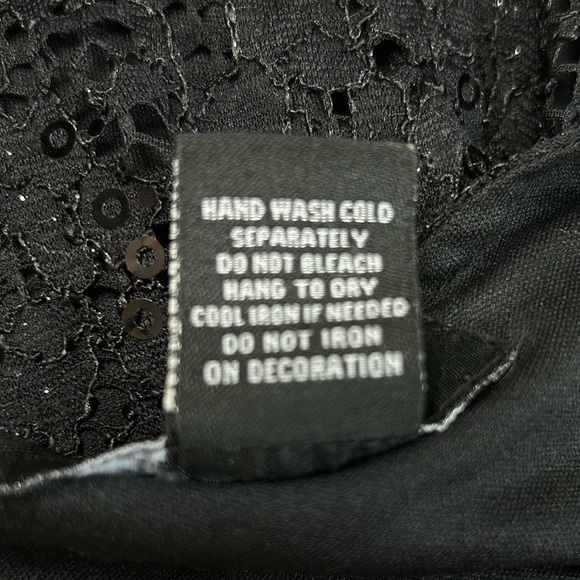 HAND WASH COLD
SEPARATELY
DO NOT BLEACH
HANG TO DRY
COOL IRON IF NEEDED
DO NOT IRON
ON DECORATION